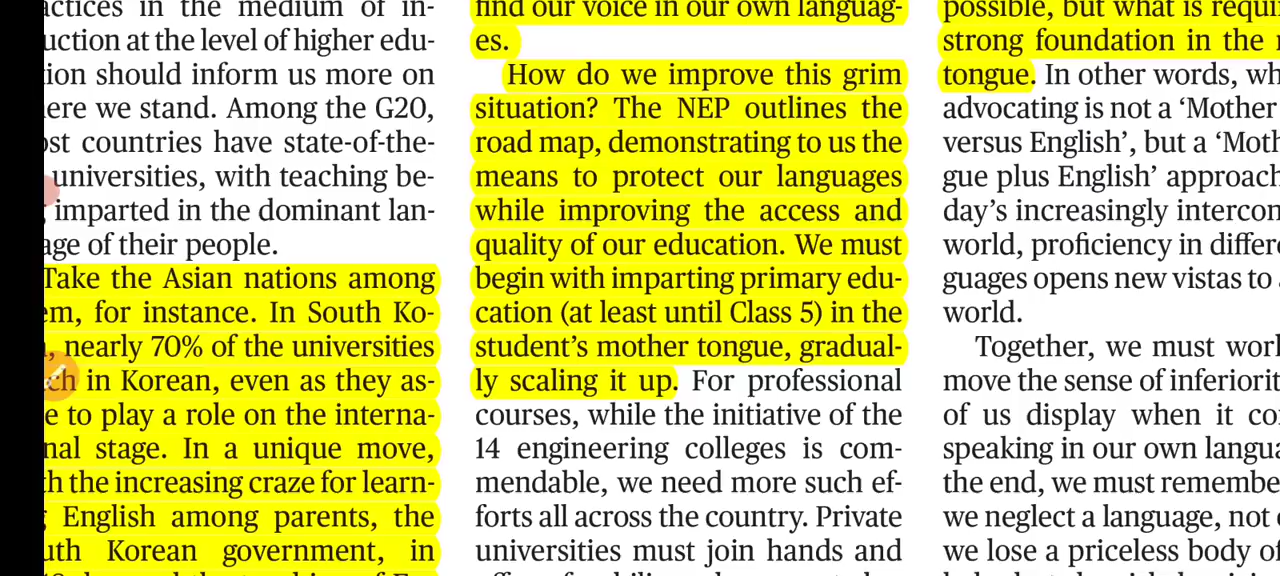 actices in the medium of in-
uction at the level of higher edu-
tion should inform us more on
ere we stand. Among the G20,
ost countries have state-of-the-
universities, with teaching be-
imparted in the dominant lan-
age of their people.
Take the Asian nations among
em, for instance. In South Ko-
nearly 70% of the universities
ch in Korean, even as they as-
e to play a role on the interna-
nal stage. In a unique move,
th the increasing craze for learn-
English among parents, the
uth Korean government, in
find our voice in our own languag-
es.
How do we improve this grim
situation? The NEP outlines the
road map, demonstrating to us the
means to protect our languages
while improving the access and
quality of our education. We must
begin with imparting primary edu-
cation (at least until Class 5) in the
student’s mother tongue, gradual-
ly scaling it up. For professional
courses, while the initiative of the
14 engineering colleges is com-
mendable, we need more such ef-
forts all across the country. Private
universities must join hands and
possible, but what is requi
strong foundation in the
tongue. In other words, wh
advocating is not a ‘Mother
versus English’, but a ‘Moth
gue plus English’ approach
day’s increasingly intercon
world, proficiency in differe
guages opens new vistas to
world.
Together, we must worl
move the sense of inferiorit
of us display when it co
speaking in our own langua
the end, we must remembe
we neglect a language, not
we lose a priceless body of